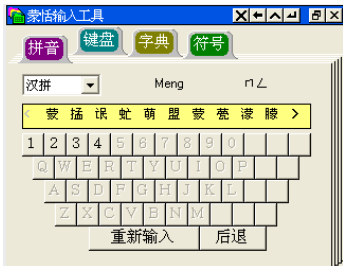 蒙恬输入工具
拼音 键盘 字典 符号
汉拼 Meng ㄇㄥ
< 蒙 掹 氓 虻 萌 盟 蒙 甍 濛 朦 >
1 2 3 4 5 6 7 8 9 0
Q W E R T Y U I O P
A S D F G H J K L
Z X C V B N M
重新输入 后退